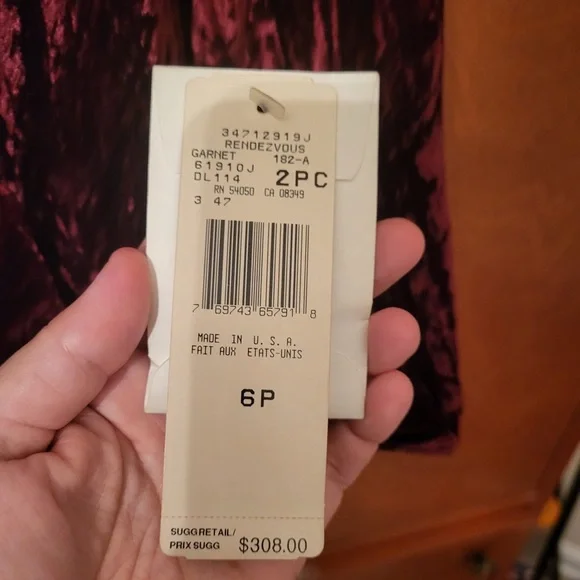 34712919J
RENDEZVOUS
GARNET 182-A
61910J
DL114 2PC
RN 54050 CA 08349
3 47
7 69743 65791 8
MADE IN U.S.A.
FAIT AUX ETATS-UNIS
6P
SUGG RETAIL/
PRIX SUGG $308.00